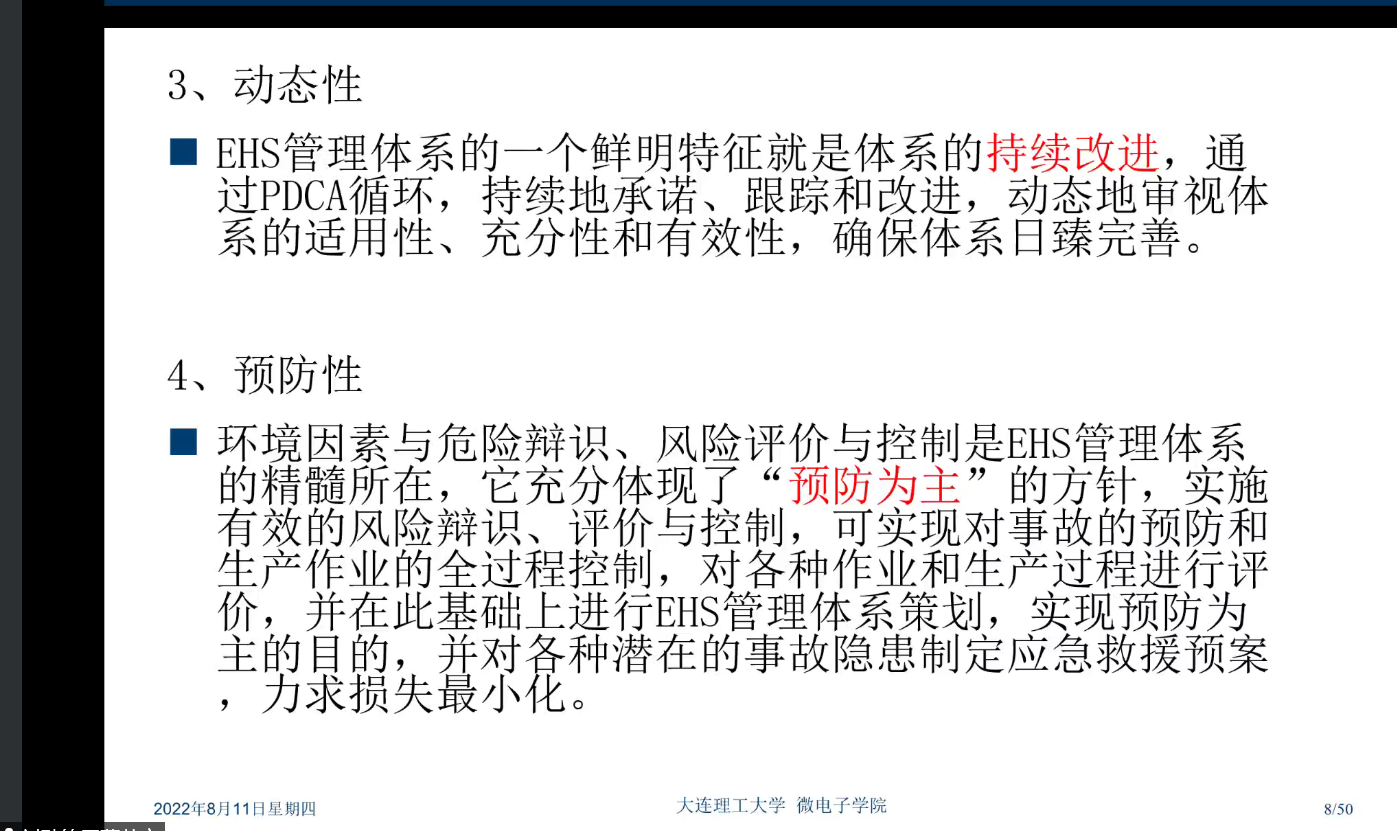 3、动态性
EHS管理体系的一个鲜明特征就是体系的持续改进，通
过PDCA循环，持续地承诺、跟踪和改进，动态地审视体
系的适用性、充分性和有效性，确保体系日臻完善。
4、预防性
环境因素与危险辩识、风险评价与控制是EHS管理体系
的精髓所在，它充分体现了“预防为主”的方针，实施
有效的风险辩识、评价与控制，可实现对事故的预防和
生产作业的全过程控制，对各种作业和生产过程进行评
价，并在此基础上进行EHS管理体系策划，实现预防为
主的目的，并对各种潜在的事故隐患制定应急救援预案
，力求损失最小化。
2022年8月11日星期四
大连理工大学 微电子学院
8/50